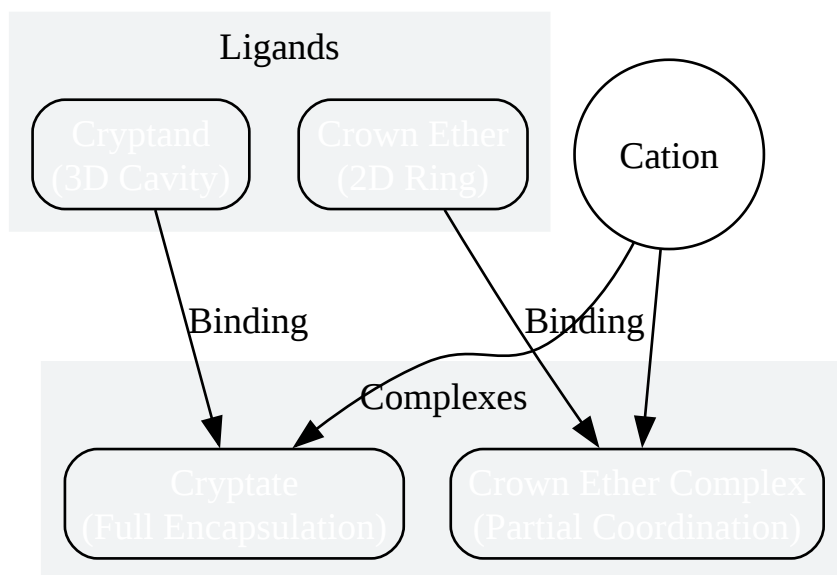 Ligands
Cryptand
(3D Cavity)
Crown Ether
(2D Ring)
Cation
Binding
Binding
Complexes
Cryptate
(Full Encapsulation)
Crown Ether Complex
(Partial Coordination)